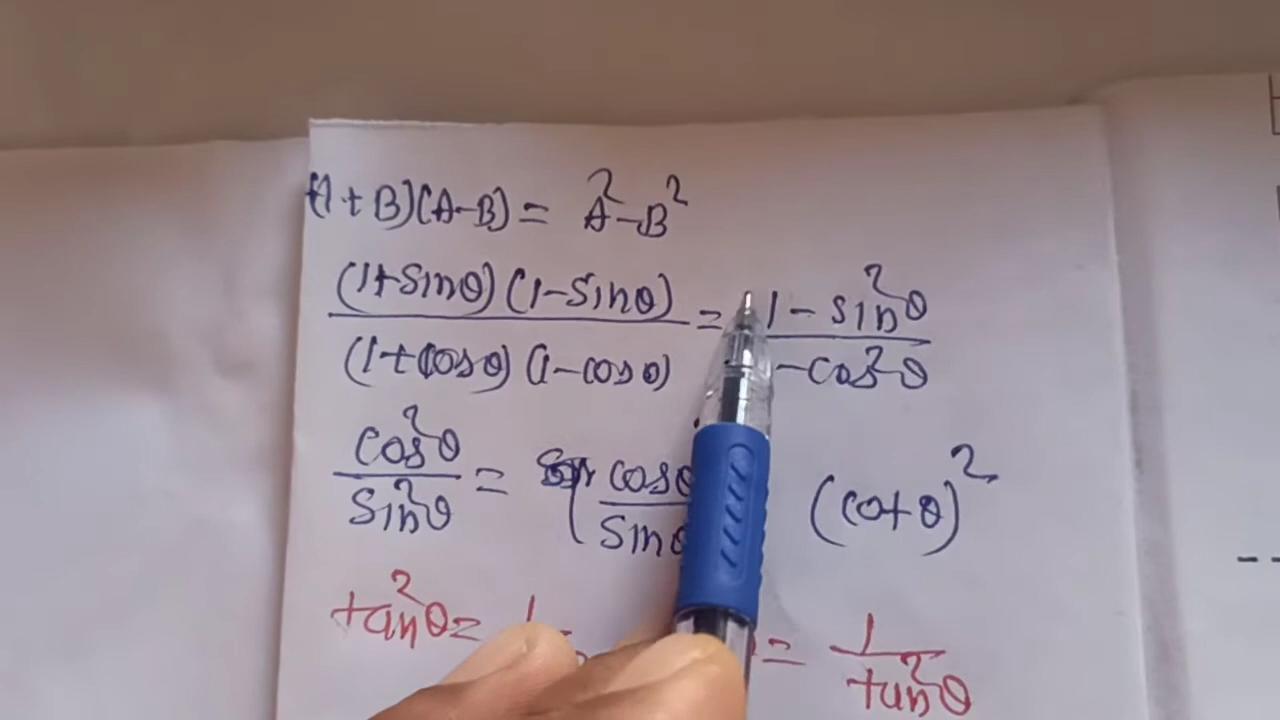 (A+B)(A-B) = A²-B²
(1+sinθ)(1-sinθ) / (1+cosθ)(1-cosθ) = 1-sin²θ / -cos²θ
cos²θ / sin²θ = (cosθ / sinθ (cotθ)²
tan²θ = 1 = 1 / tan²θ